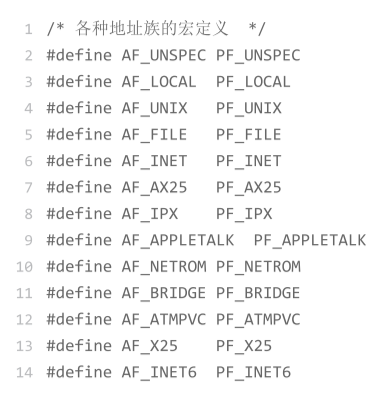 1 /* 各种地址族的宏定义  */
2 #define AF_UNSPEC PF_UNSPEC
3 #define AF_LOCAL  PF_LOCAL
4 #define AF_UNIX   PF_UNIX
5 #define AF_FILE   PF_FILE
6 #define AF_INET   PF_INET
7 #define AF_AX25   PF_AX25
8 #define AF_IPX    PF_IPX
9 #define AF_APPLETALK  PF_APPLETALK
10 #define AF_NETROM PF_NETROM
11 #define AF_BRIDGE PF_BRIDGE
12 #define AF_ATMPVC PF_ATMPVC
13 #define AF_X25    PF_X25
14 #define AF_INET6  PF_INET6